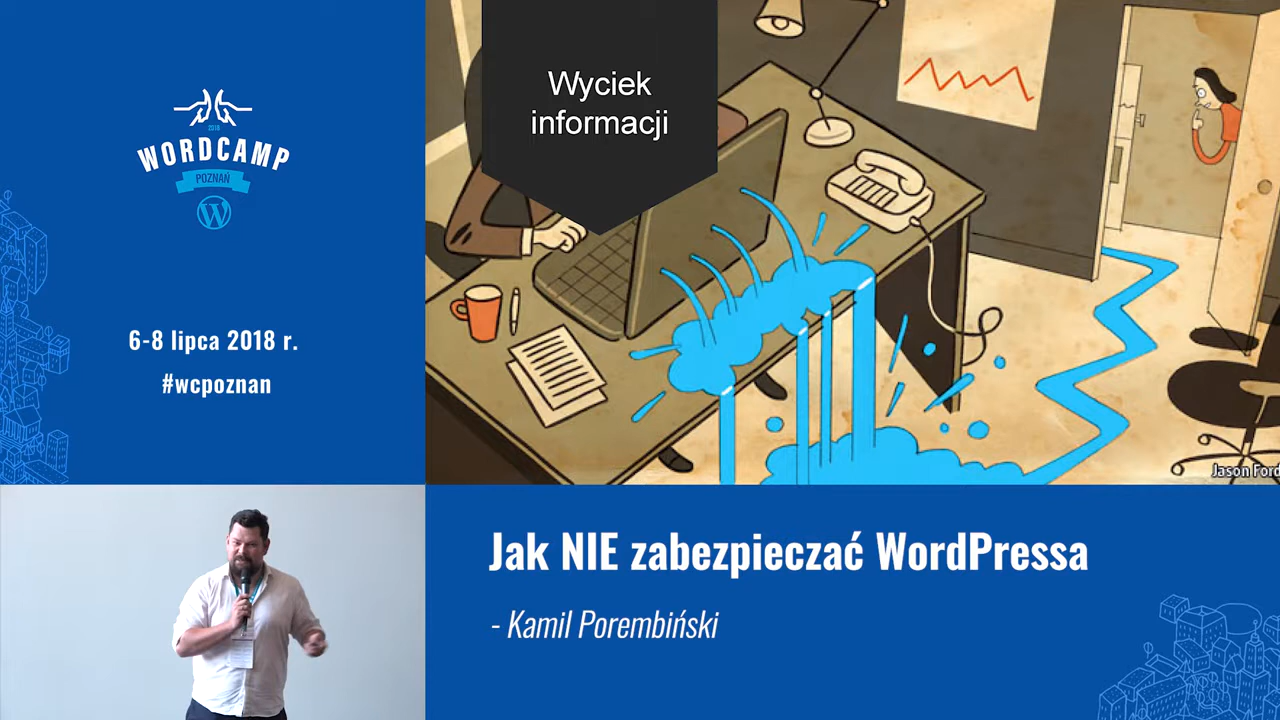 2018
WORDCAMP
POZNAŃ
6-8 lipca 2018 r.
#wcpoznan
Wyciek
informacji
Jason Ford
Jak NIE zabezpieczać WordPressa
- Kamil Porembiński